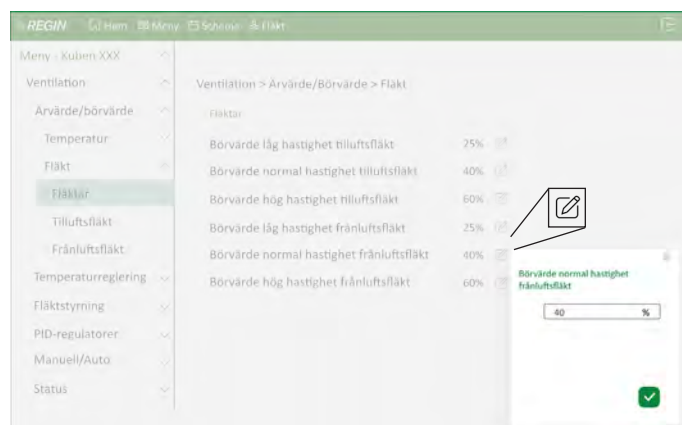 REGIN Hem Meny Schema Fläkt
Meny - Kuben XXX
Ventilation
Ärvärde/börvärde
Temperatur
Fläkt
Fläktar
Tilluftsfläkt
Frånluftsfläkt
Temperaturreglering
Fläktstyrning
PID-regulatorer
Manuell/Auto
Status
Ventilation > Ärvärde/Börvärde > Fläkt
Fläktar
Börvärde låg hastighet tilluftsfläkt 25%
Börvärde normal hastighet tilluftsfläkt 40%
Börvärde hög hastighet tilluftsfläkt 60%
Börvärde låg hastighet frånluftsfläkt 25%
Börvärde normal hastighet frånluftsfläkt 40%
Börvärde hög hastighet frånluftsfläkt 60%
Börvärde normal hastighet
frånluftsfläkt
40 %